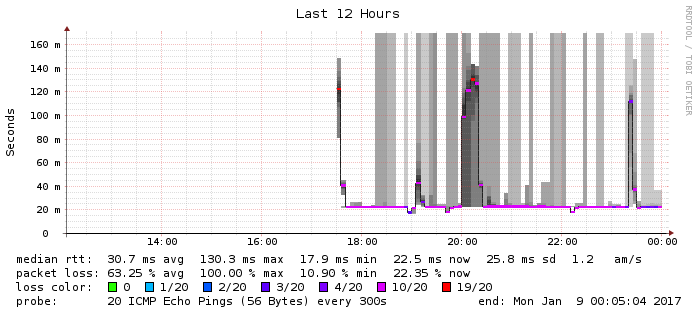 Last 12 Hours
RRDTOOL / TOBI OETIKER
Seconds
160 m
140 m
120 m
100 m
80 m
60 m
40 m
20 m
0
14:00 16:00 18:00 20:00 22:00 00:00
median rtt: 30.7 ms avg 130.3 ms max 17.9 ms min 22.5 ms now 25.8 ms sd 1.2 am/s
packet loss: 63.25 % avg 100.00 % max 10.90 % min 22.35 % now
loss color: 0 1/20 2/20 3/20 4/20 10/20 19/20
probe: 20 ICMP Echo Pings (56 Bytes) every 300s end: Mon Jan 9 00:05:04 2017